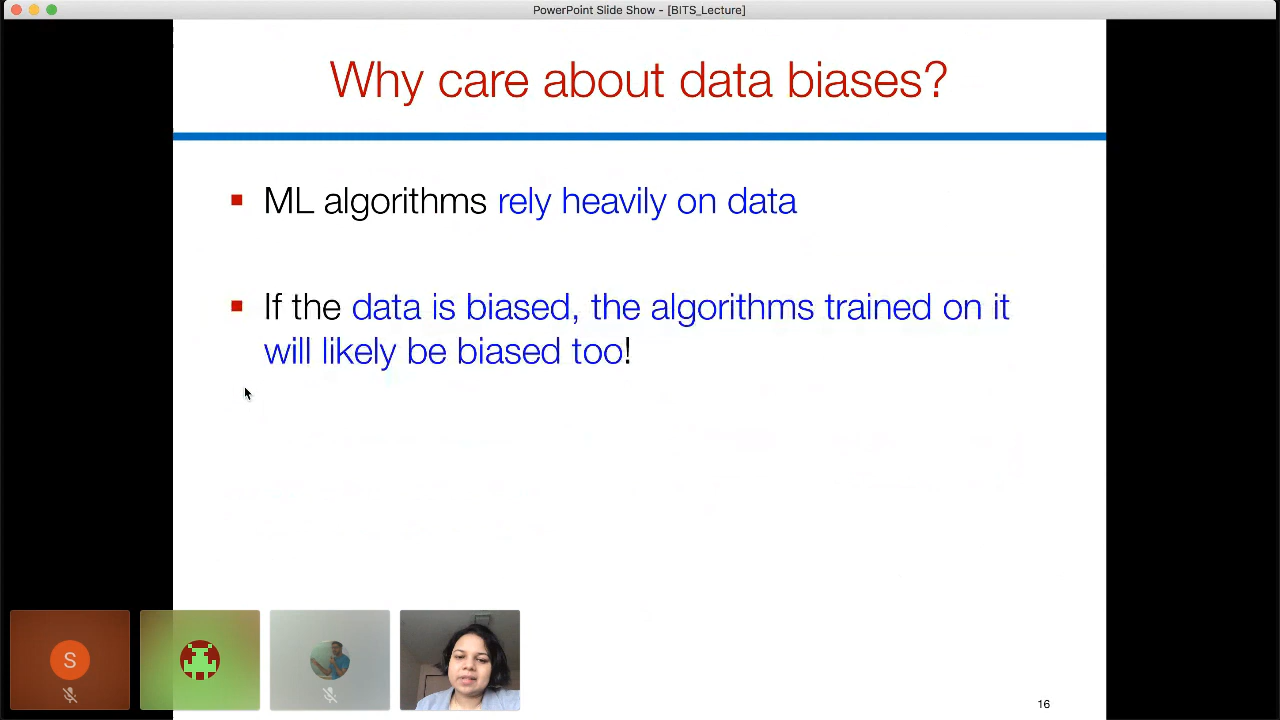 PowerPoint Slide Show - [BITS_Lecture]
Why care about data biases?
ML algorithms rely heavily on data
If the data is biased, the algorithms trained on it
will likely be biased too!
S
16